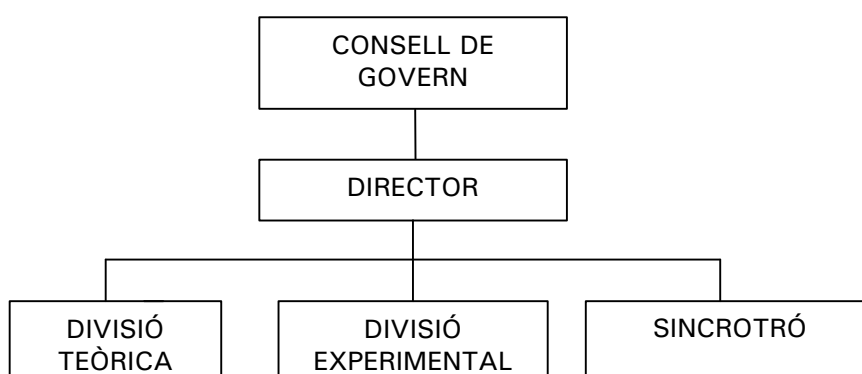 CONSELL DE
GOVERN
DIRECTOR
DIVISIÓ
TEÒRICA
DIVISIÓ
EXPERIMENTAL
SINCROTRÓ